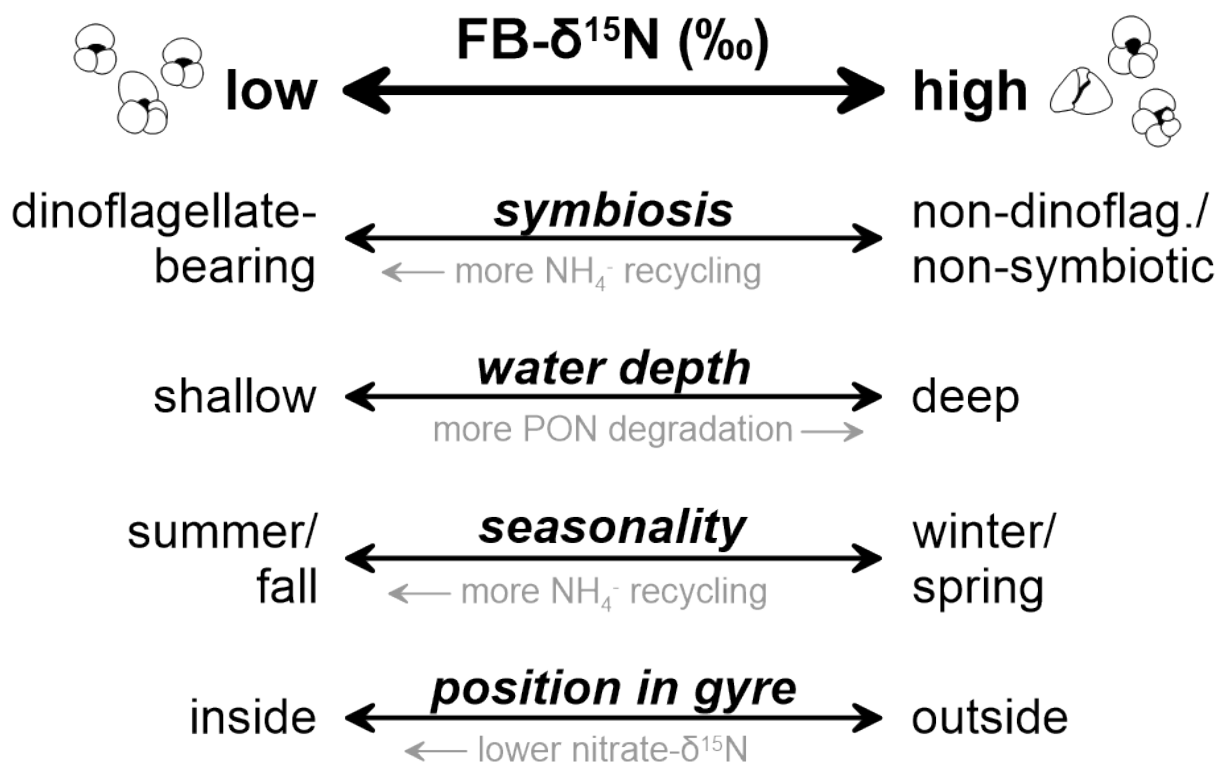 FB-δ¹⁵N (‰)
low
high
dinoflagellate-
bearing
symbiosis
more NH₄⁻ recycling
non-dinoflag./
non-symbiotic
shallow
water depth
more PON degradation
deep
summer/
fall
seasonality
more NH₄⁻ recycling
winter/
spring
inside
position in gyre
lower nitrate-δ¹⁵N
outside